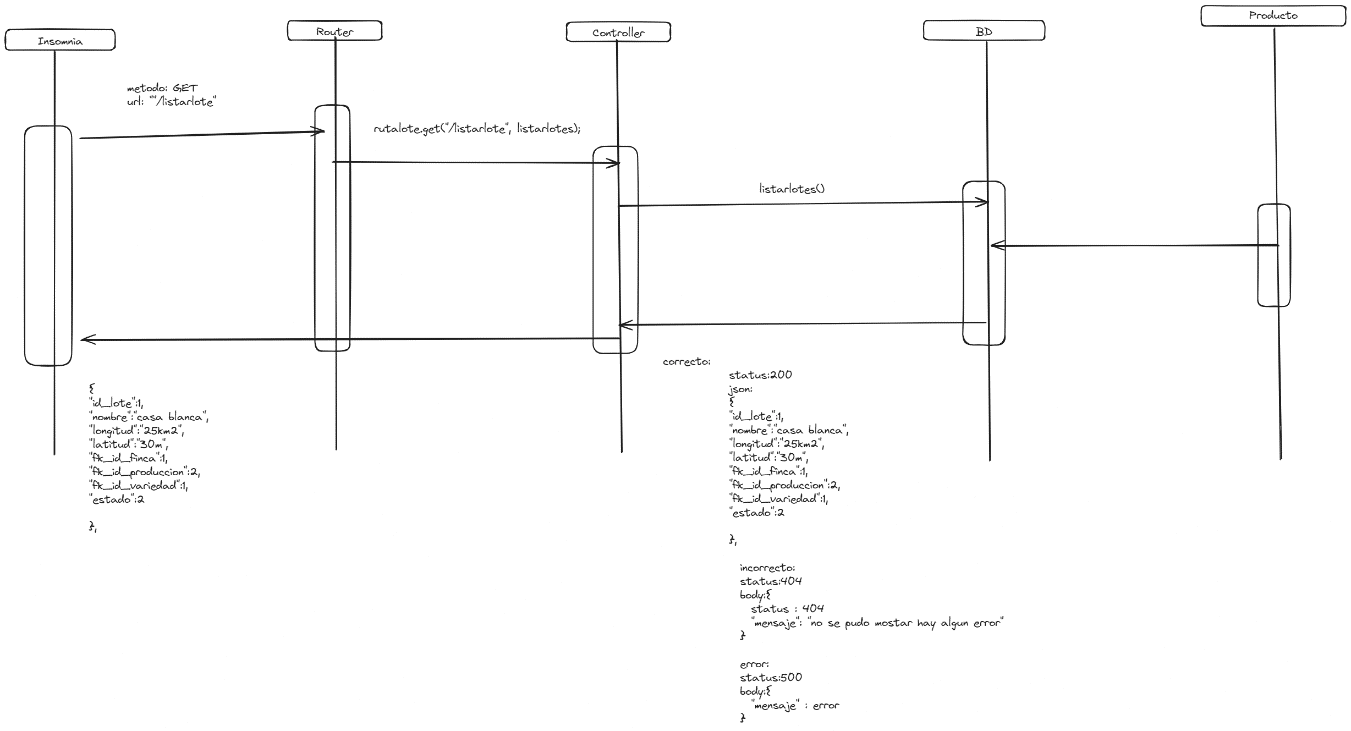 Insomnia
Router
Controller
BD
Producto
metodo: GET
url: ""/listarlote"
rutalote.get("/listarlote", listarlotes);
listarlotes()
{
"id_lote":1,
"nombre":"casa blanca",
"longitud":"25km2",
"latitud":"30m",
"fk_id_finca":1,
"fk_id_produccion":2,
"fk_id_variedad":1,
"estado":2
},
correcto:
status:200
json:
{
"id_lote":1,
"nombre":"casa blanca",
"longitud":"25km2",
"latitud":"30m",
"fk_id_finca":1,
"fk_id_produccion":2,
"fk_id_variedad":1,
"estado":2
},
incorrecto:
status:404
body:{
status : 404
"mensaje": "no se pudo mostar hay algun error"
}
error:
status:500
body:{
"mensaje" : error
}